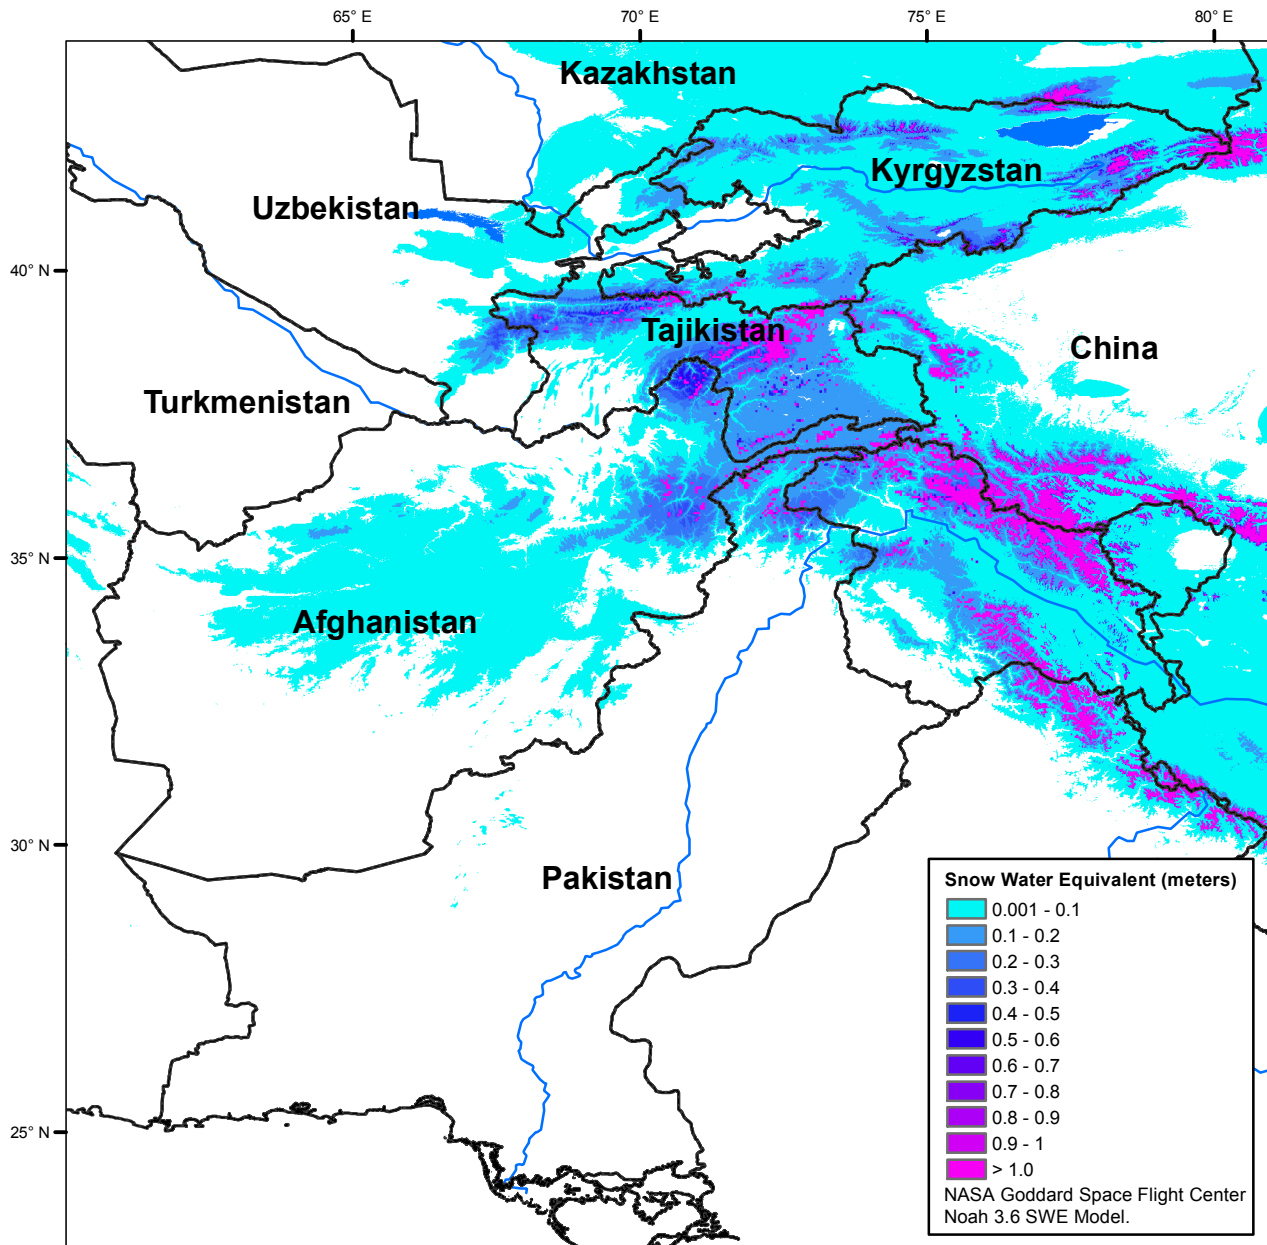 65° E
70° E
75° E
80° E
Kazakhstan
Kyrgyzstan
Uzbekistan
40° N
Tajikistan
China
Turkmenistan
35° N
Afghanistan
30° N
Pakistan
25° N
Snow Water Equivalent (meters)
0.001 - 0.1
0.1 - 0.2
0.2 - 0.3
0.3 - 0.4
0.4 - 0.5
0.5 - 0.6
0.6 - 0.7
0.7 - 0.8
0.8 - 0.9
0.9 - 1
> 1.0
NASA Goddard Space Flight Center
Noah 3.6 SWE Model.